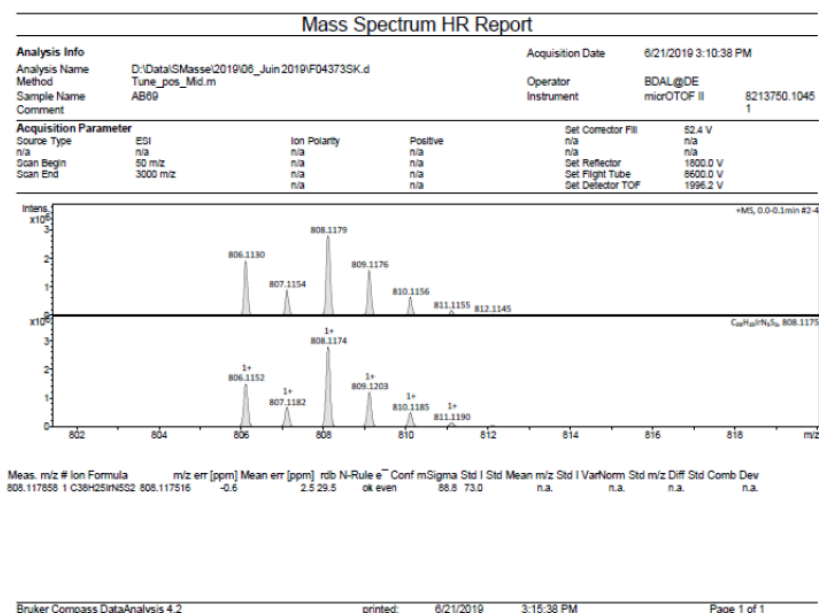 Mass Spectrum HR Report
Analysis Info
Acquisition Date 6/21/2019 3:10:38 PM
Analysis Name D:\Data\SMasse\2019\06_Juin 2019\F04373SK.d
Method Tune_pos_Mid.m
Operator BDAL@DE
Sample Name AB69
Instrument micrOTOF II 8213750.1045
1
Comment
Acquisition Parameter
Set Corrector Fill 52.4 V
Source Type ESI Ion Polarity Positive
n/a n/a
n/a n/a n/a n/a n/a n/a
Scan Begin 50 m/z n/a n/a Set Reflector 1800.0 V
Scan End 3000 m/z n/a n/a Set Flight Tube 8600.0 V
n/a n/a Set Detector TOF 1996.2 V
Intens.
x10
+MS, 0.0-0.1min #2-4
3
2
1
0
806.1130
807.1154
808.1179
809.1176
810.1156
811.1155
812.1145
x10
808.1175
3
2
1
0
1+
806.1152
1+
807.1182
1+
808.1174
1+
809.1203
1+
810.1185
1+
811.1190
802 804 806 808 810 812 814 816 818 m/z
Meas. m/z # Ion Formula m/z err [ppm] Mean err [ppm] rdb N-Rule e⁻ Conf mSigma Std I Std Mean m/z Std I VarNorm Std m/z Diff Std Comb Dev
808.117858 1 C38H25IrN5S2 808.117516 -0.6 2.5 29.5 ok even 88.8 73.0 n.a. n.a. n.a. n.a.
Bruker Compass DataAnalysis 4.2 printed: 6/21/2019 3:15:38 PM Page 1 of 1